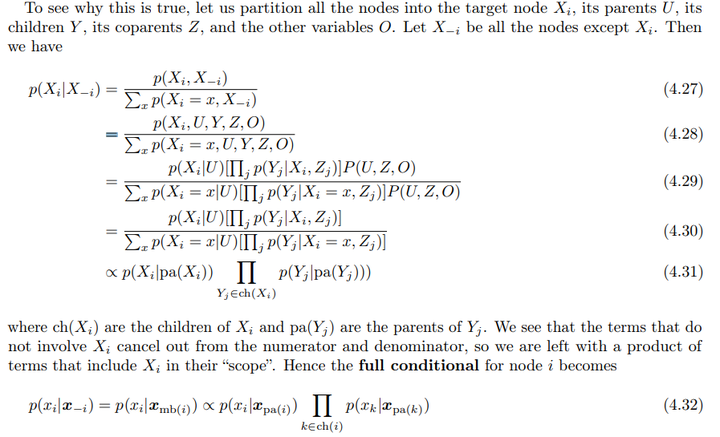 To see why this is true, let us partition all the nodes into the target node X_i, its parents U, its
children Y, its coparents Z, and the other variables O. Let X_{−i} be all the nodes except X_i. Then
we have
p(X_i|X_{−i}) = \frac{p(X_i, X_{−i})}{∑_x p(X_i = x, X_{−i})} (4.27)
= \frac{p(X_i, U, Y, Z, O)}{∑_x p(X_i = x, U, Y, Z, O)} (4.28)
= \frac{p(X_i|U)[∏_j p(Y_j|X_i, Z_j)]P(U, Z, O)}{∑_x p(X_i = x|U)[∏_j p(Y_j|X_i = x, Z_j)]P(U, Z, O)} (4.29)
= \frac{p(X_i|U)[∏_j p(Y_j|X_i, Z_j)]}{∑_x p(X_i = x|U)[∏_j p(Y_j|X_i = x, Z_j)]} (4.30)
∝ p(X_i|pa(X_i)) ∏_{Y_j∈ch(X_i)} p(Y_j|pa(Y_j))) (4.31)
where ch(X_i) are the children of X_i and pa(Y_j) are the parents of Y_j. We see that the terms that do
not involve X_i cancel out from the numerator and denominator, so we are left with a product of
terms that include X_i in their “scope”. Hence the full conditional for node i becomes
p(x_i|x_{−i}) = p(x_i|x_{mb(i)}) ∝ p(x_i|x_{pa(i)}) ∏_{k∈ch(i)} p(x_k|x_{pa(k)}) (4.32)